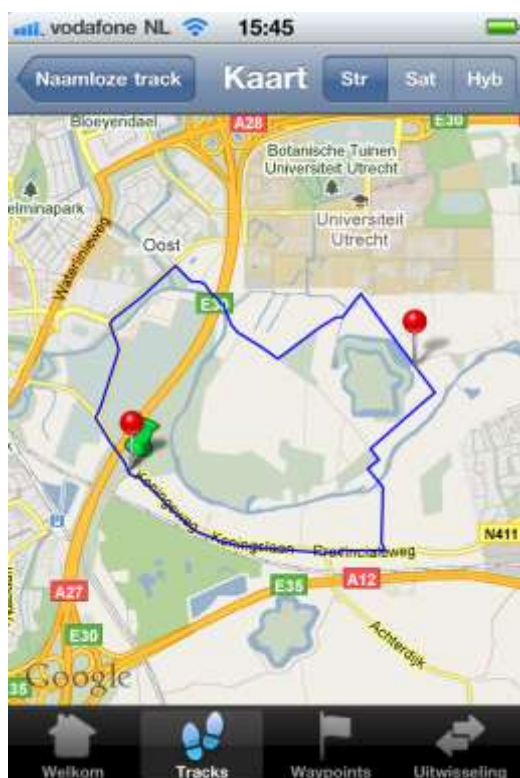 vodafone NL 15:45
Naamloze track Kaart Str Sat Hyb
Bloeyendael A28 E30
Botanische Tuinen
Universiteit Utrecht
elminapark
Universiteit
Utrecht
Waterlinieweg
Oost
E30
Koningsweg Koningslaan Provincialeweg N411
A27 E35 A12
E30
Achterdijk
35 Google
Welkom Tracks Waypoints Uitwisseling